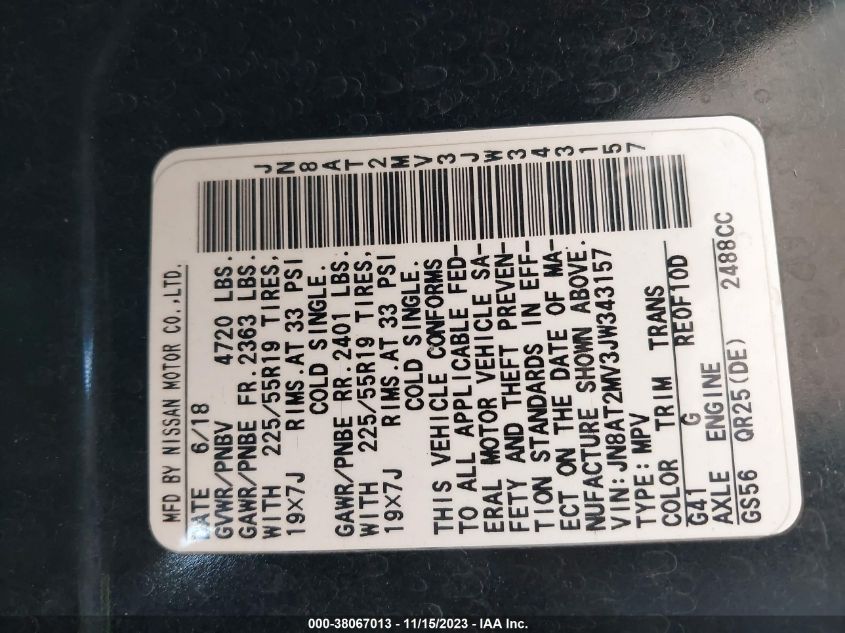 MFD BY NISSAN MOTOR CO.,LTD.
DATE 6/18
GVWR/PNBV 4720 LBS.
GAWR/PNBE FR.2363 LBS.
WITH 225/55R19 TIRES,
19X7J RIMS.AT 33 PSI
COLD SINGLE.
GAWR/PNBE RR.2401 LBS.
WITH 225/55R19 TIRES,
19X7J RIMS.AT 33 PSI
COLD SINGLE.
THIS VEHICLE CONFORMS
TO ALL APPLICABLE FED-
ERAL MOTOR VEHICLE SA-
FETY AND THEFT PREVEN-
TION STANDARDS IN EFF-
ECT ON THE DATE OF MA-
NUFACTURE SHOWN ABOVE.
VIN:JN8AT2MV3JW343157
TYPE:MPV
COLOR TRIM TRANS
G41 G RE0F10D
AXLE ENGINE
GS56 QR25(DE) 2488CC
JN8AT2MV3JW343157
000-38067013 - 11/15/2023 - IAA Inc.